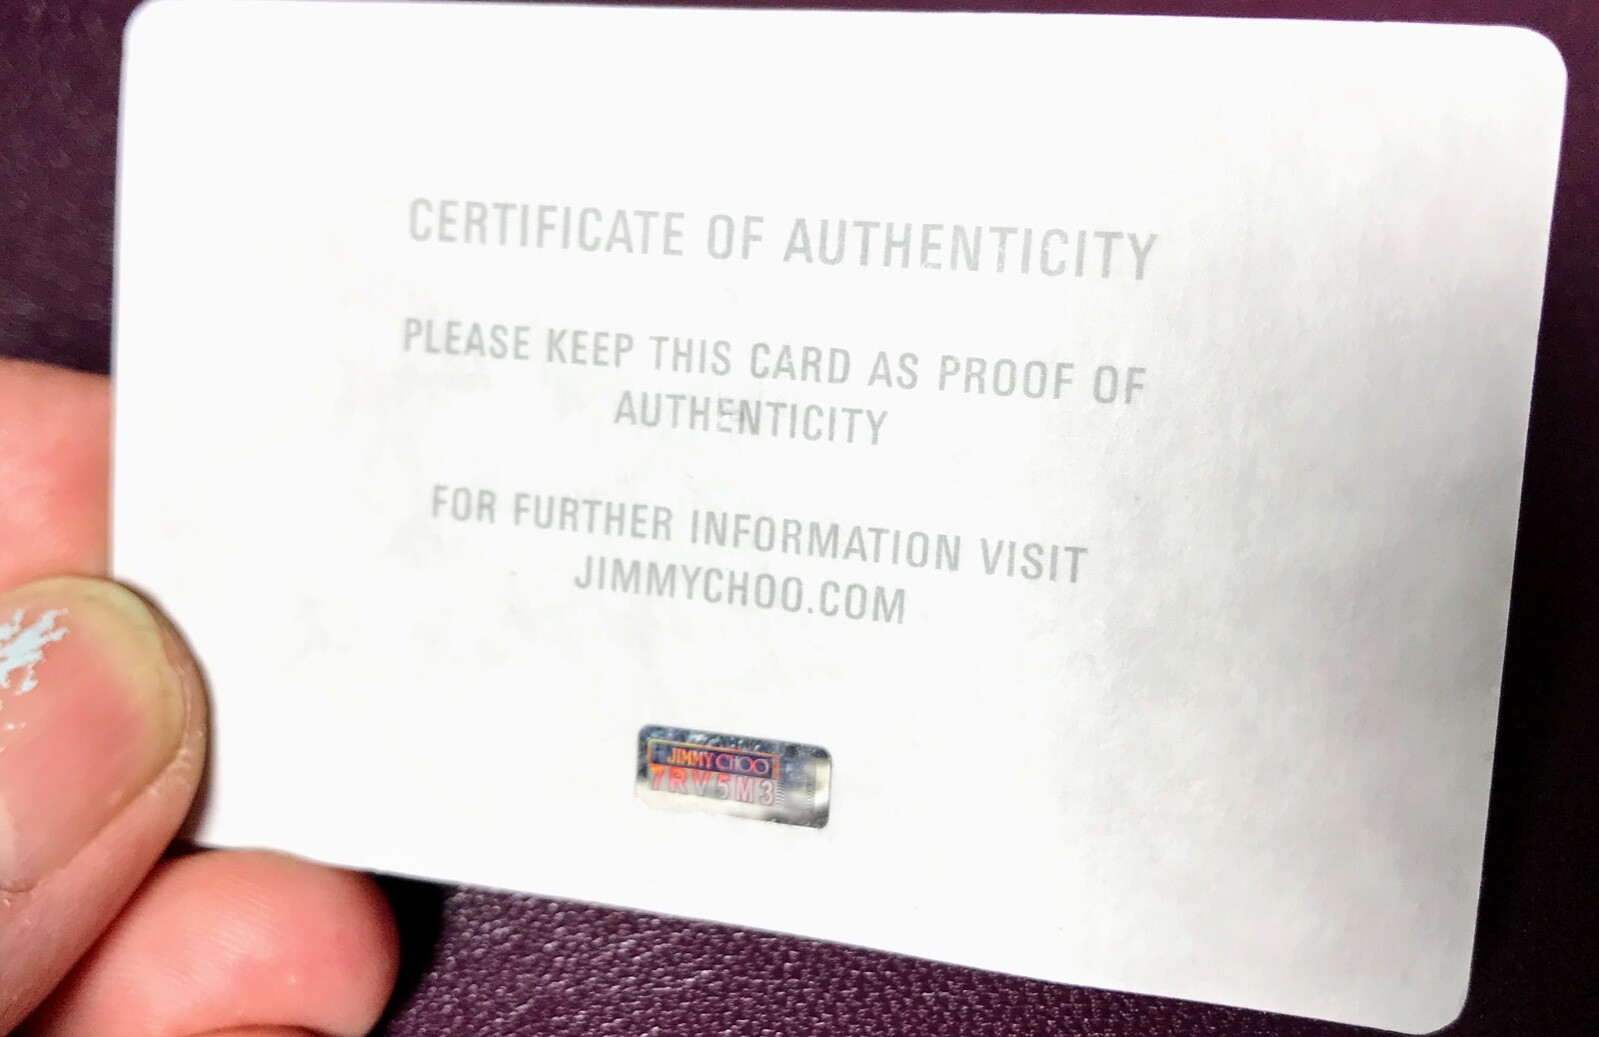 CERTIFICATE OF AUTHENTICITY
PLEASE KEEP THIS CARD AS PROOF OF
AUTHENTICITY
FOR FURTHER INFORMATION VISIT
JIMMYCHOO.COM
JIMMY CHOO
7RV5M3